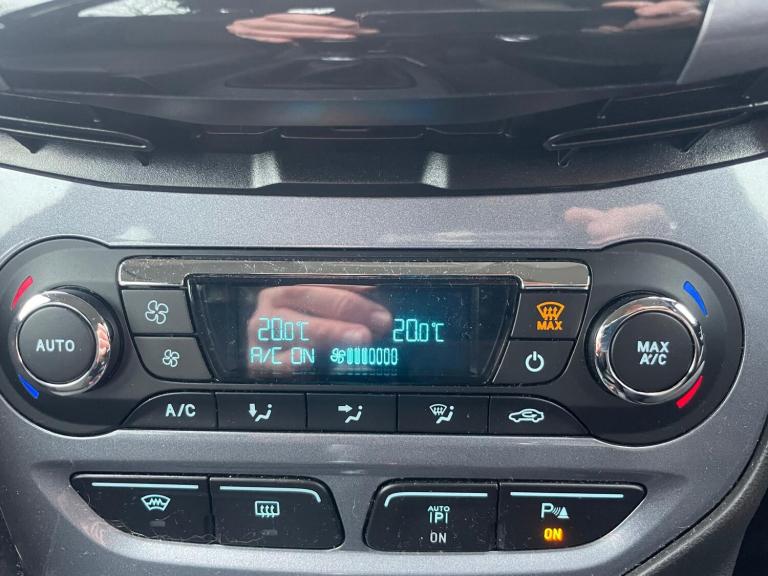 20.0°C 20.0°C
A/C ON
MAX
AUTO
MAX
A/C
A/C
AUTO
P
ON
P
ON